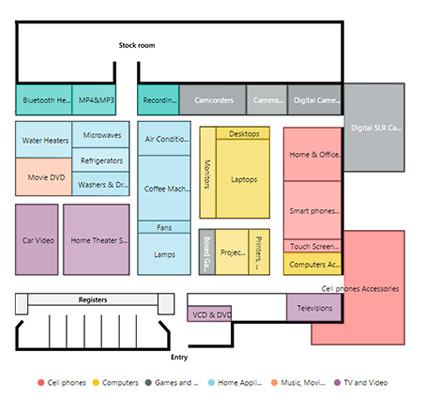 Stock room
Bluetooth He...
MP4&MP3
Recordin...
Camcorders
Camera...
Digital Came...
Digital SLR Ca...
Water Heaters
Microwaves
Refrigerators
Washers & Dr...
Movie DVD
Air Conditio...
Coffee Mach...
Fans
Lamps
Monitors
Desktops
Laptops
Home & Office...
Smart phones...
Touch Screen...
Computers Ac...
Car Video
Home Theater S...
Boxed Ga...
Projec...
Printers, ...
Cell phones Accessories
Registers
VCD & DVD
Televisions
Entry
Cell phones
Computers
Games and ...
Home Appli...
Music, Movi...
TV and Video